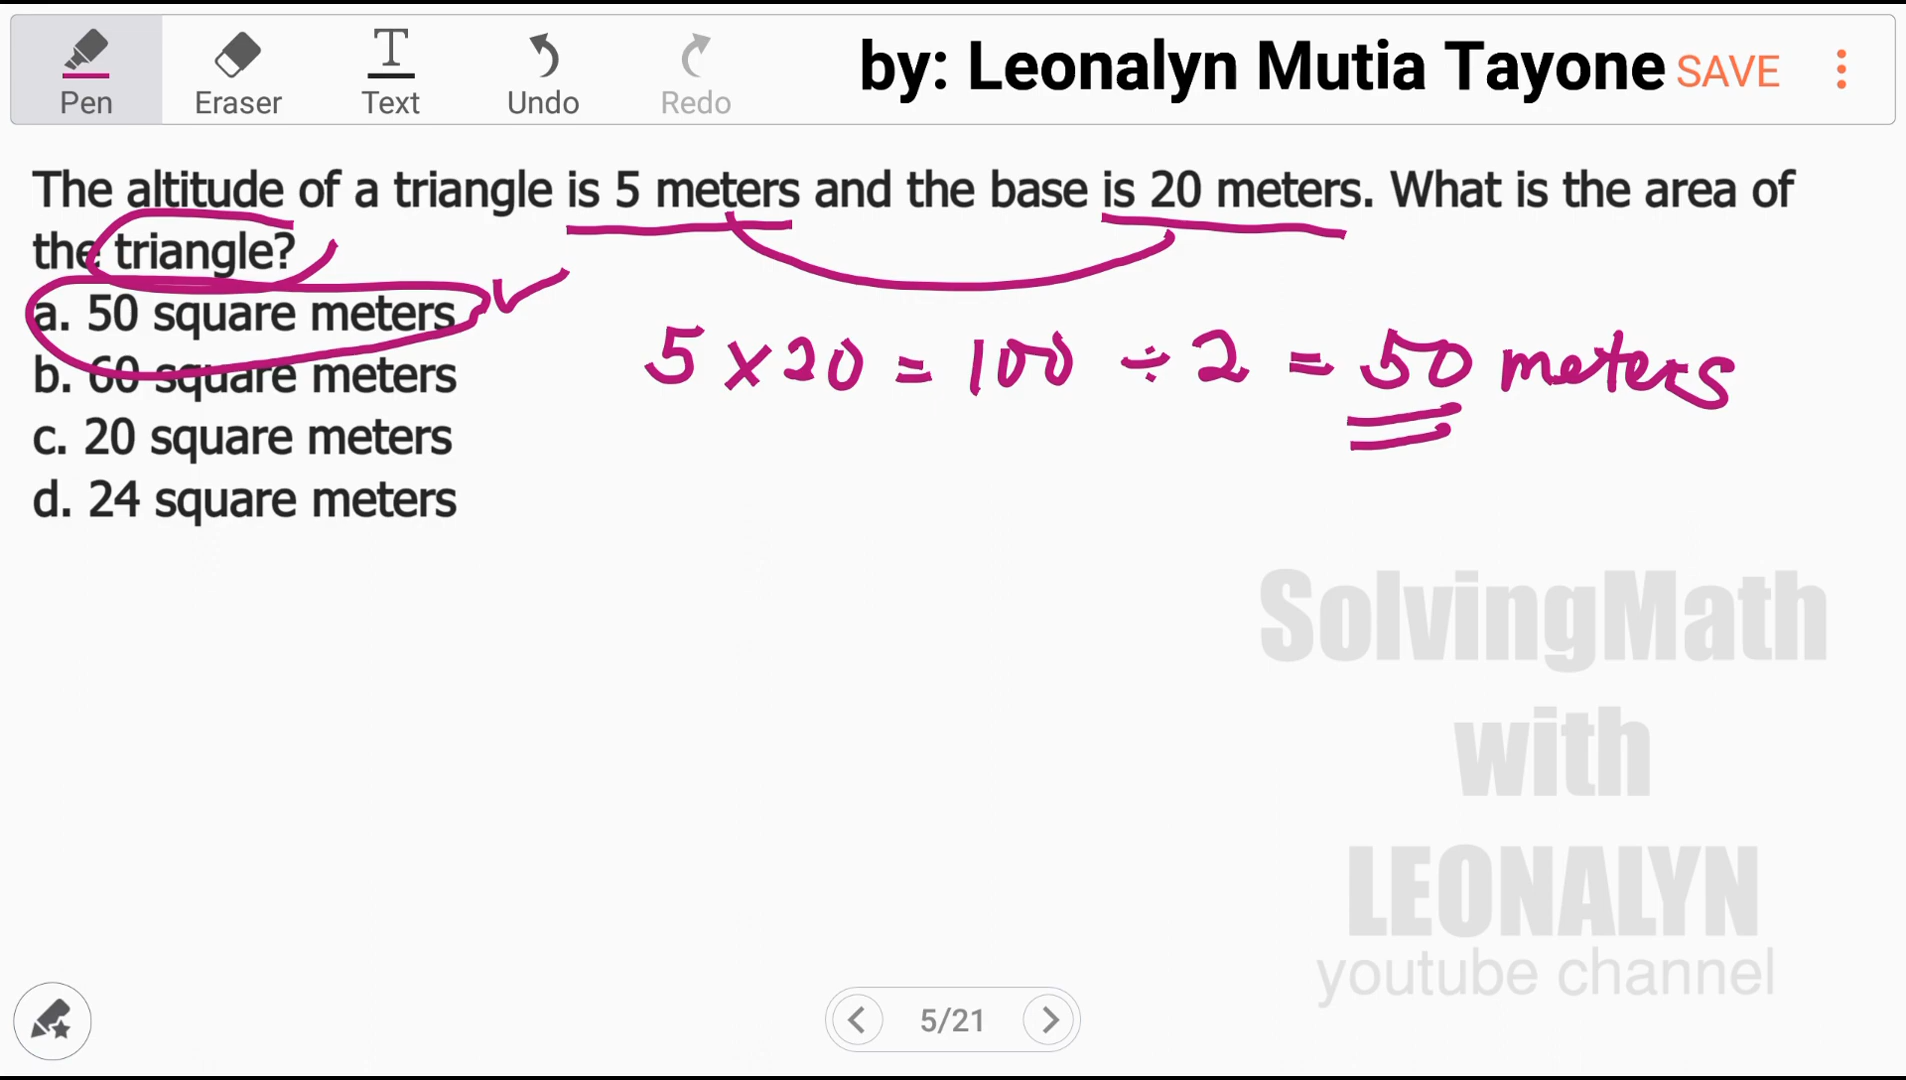 Pen Eraser Text Undo Redo by: Leonalyn Mutia Tayone SAVE
The altitude of a triangle is 5 meters and the base is 20 meters. What is the area of
the triangle?
a. 50 square meters
b. 60 square meters
c. 20 square meters
d. 24 square meters
5 × 20 = 100 ÷ 2 = 50 meters
SolvingMath
with
LEONALYN
youtube channel
5/21